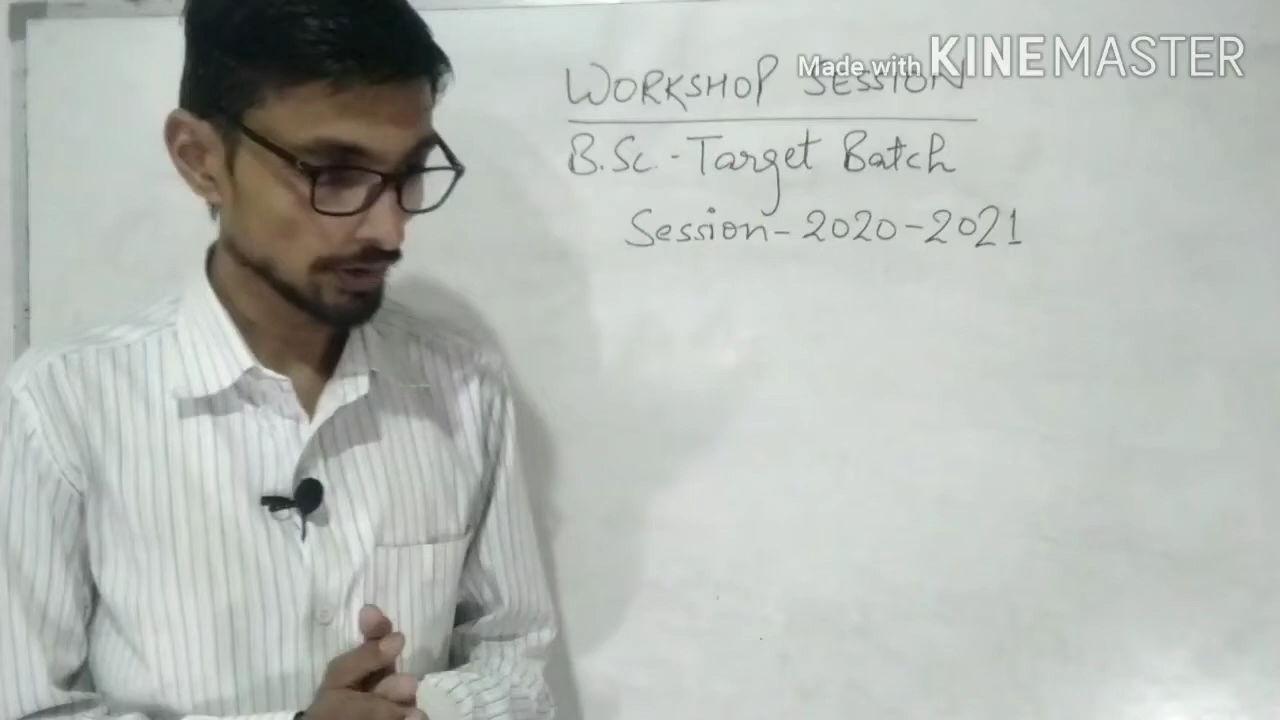 Made with KINEMASTER
WORKSHOP SESSION
B.Sc.-Target Batch
Session-2020-2021